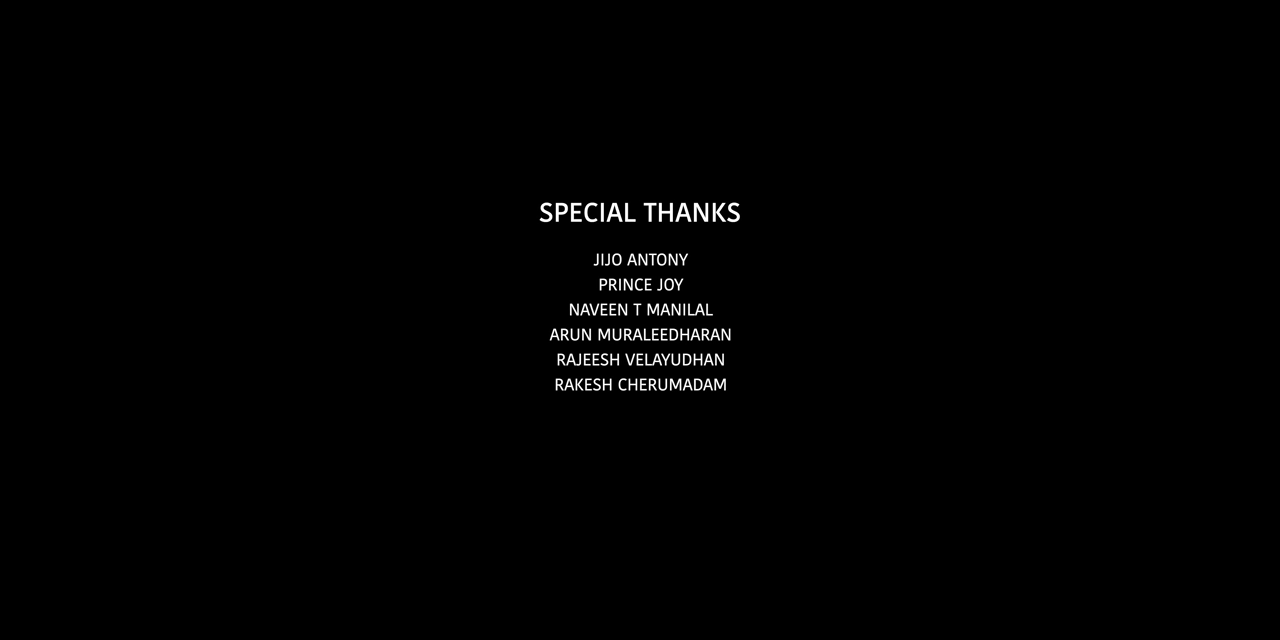 SPECIAL THANKS
JIJO ANTONY
PRINCE JOY
NAVEEN T MANILAL
ARUN MURALEEDHARAN
RAJEESH VELAYUDHAN
RAKESH CHERUMADAM